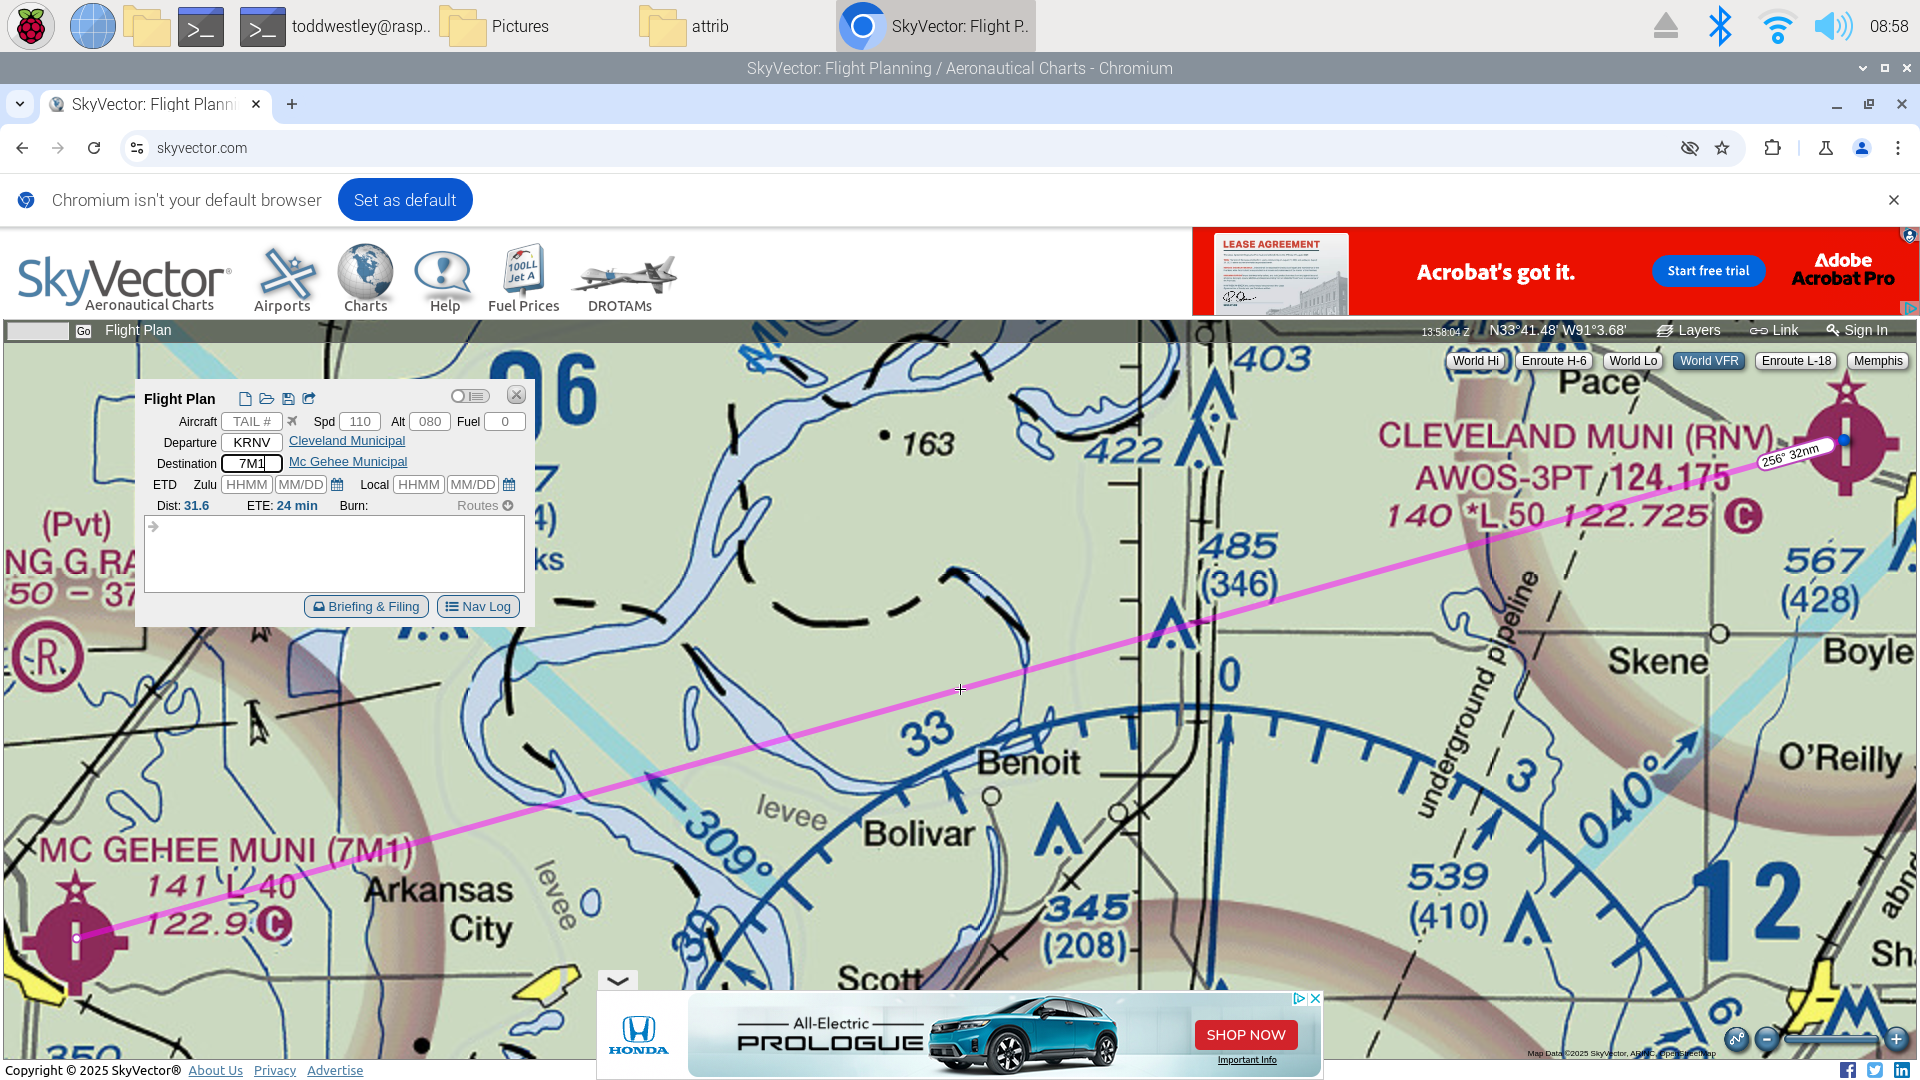 toddwestley@rasp..
Pictures
attrib
SkyVector: Flight P..
08:58
SkyVector: Flight Planning / Aeronautical Charts - Chromium
SkyVector: Flight Planni
skyvector.com
Chromium isn't your default browser
Set as default
SkyVector®
Aeronautical Charts
Airports
Charts
Help
100LL
Jet A
Fuel Prices
DROTAMs
LEASE AGREEMENT
Acrobat's got it.
Start free trial
Adobe
Acrobat Pro
Go
Flight Plan
13:58:04 Z
N33°41.48' W91°3.68'
Layers
Link
Sign In
World Hi
Enroute H-6
World Lo
World VFR
Enroute L-18
Memphis
Flight Plan
Aircraft TAIL # Spd 110 Alt 080 Fuel 0
Departure KRNV Cleveland Municipal
Destination 7M1 Mc Gehee Municipal
ETD Zulu HHMM MM/DD Local HHMM MM/DD
Dist: 31.6 ETE: 24 min Burn: Routes
Briefing & Filing
Nav Log
403
Pace
163
422
CLEVELAND MUNI (RNV)
AWOS-3PT 124.175
140 *L 50 122.725 C
256° 32nm
(Pvt)
NG G RA
50 – 37
R
4)
ks
485
(346)
567
(428)
Skene
Boyle
underground pipeline
0
33
Benoit
3
040°
O'Reilly
levee
309°
Bolivar
MC GEHEE MUNI (7M1)
141 L 40
122.9 C
Arkansas
City
levee
30
345
(208)
539
(410)
12
abno
Scott
Sh
6
350
HONDA
All-Electric
PROLOGUE
SHOP NOW
Important Info
Map Data ©2025 SkyVector, ARINC, OpenStreetMap
Copyright © 2025 SkyVector®
About Us
Privacy
Advertise